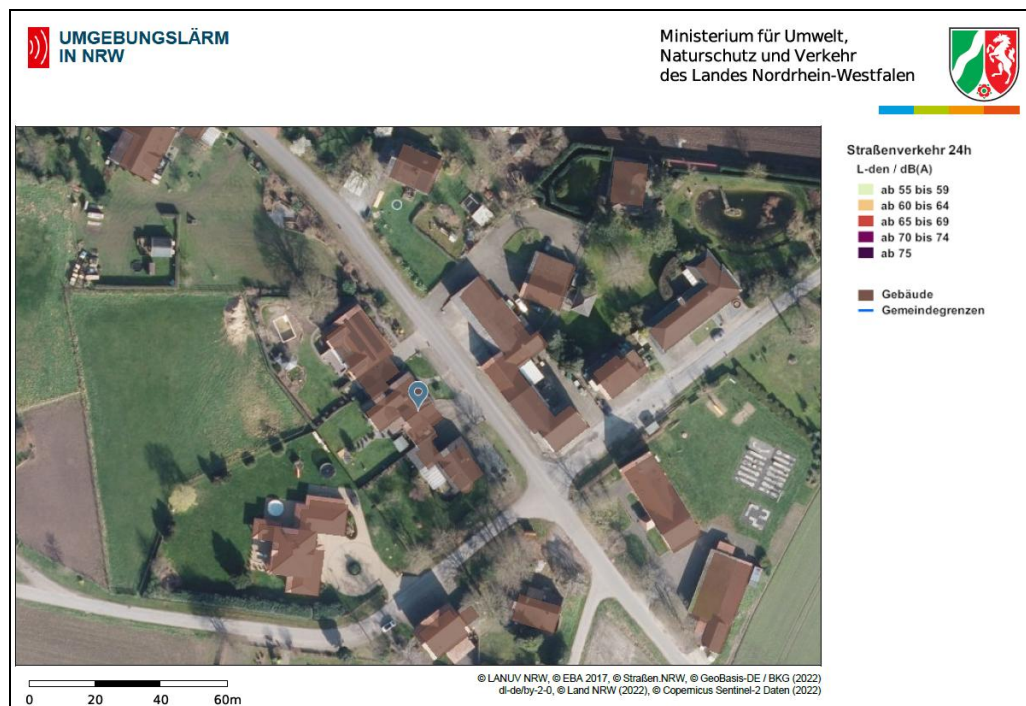 UMGEBUNGSLÄRM
IN NRW
Ministerium für Umwelt,
Naturschutz und Verkehr
des Landes Nordrhein-Westfalen
Straßenverkehr 24h
L-den / dB(A)
ab 55 bis 59
ab 60 bis 64
ab 65 bis 69
ab 70 bis 74
ab 75
Gebäude
Gemeindegrenzen
© LANUV NRW, © EBA 2017, © Straßen.NRW, © GeoBasis-DE / BKG (2022)
dl-de/by-2-0, © Land NRW (2022), © Copernicus Sentinel-2 Daten (2022)
0 20 40 60m